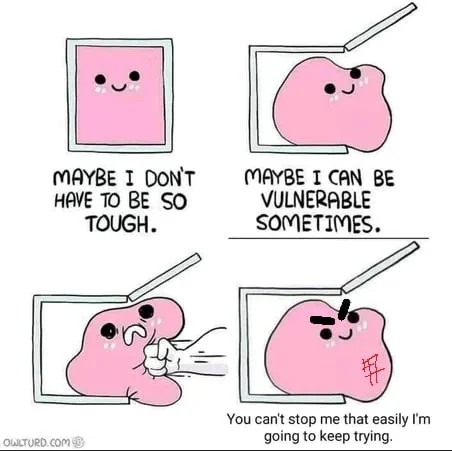 MAYBE I DON'T
HAVE TO BE SO
TOUGH.
MAYBE I CAN BE
VULNERABLE
SOMETIMES.
You can't stop me that easily I'm
going to keep trying.
OWLTURD.COM